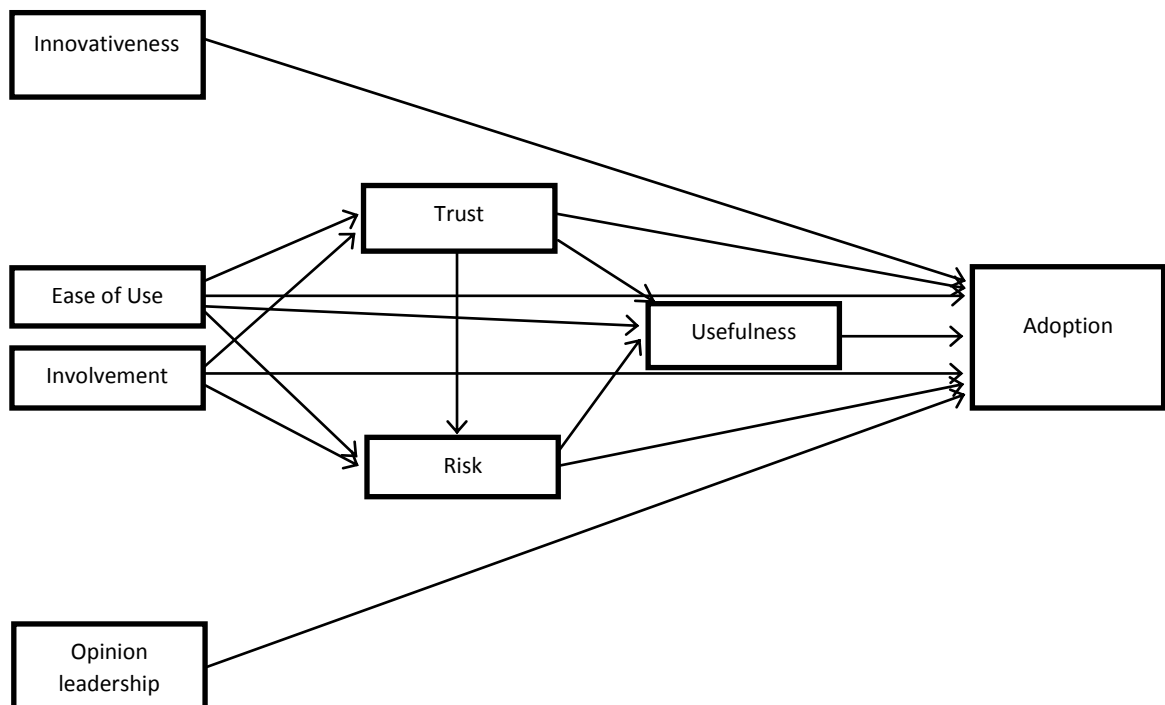 Innovativeness
Trust
Ease of Use
Usefulness
Adoption
Involvement
Risk
Opinion
leadership